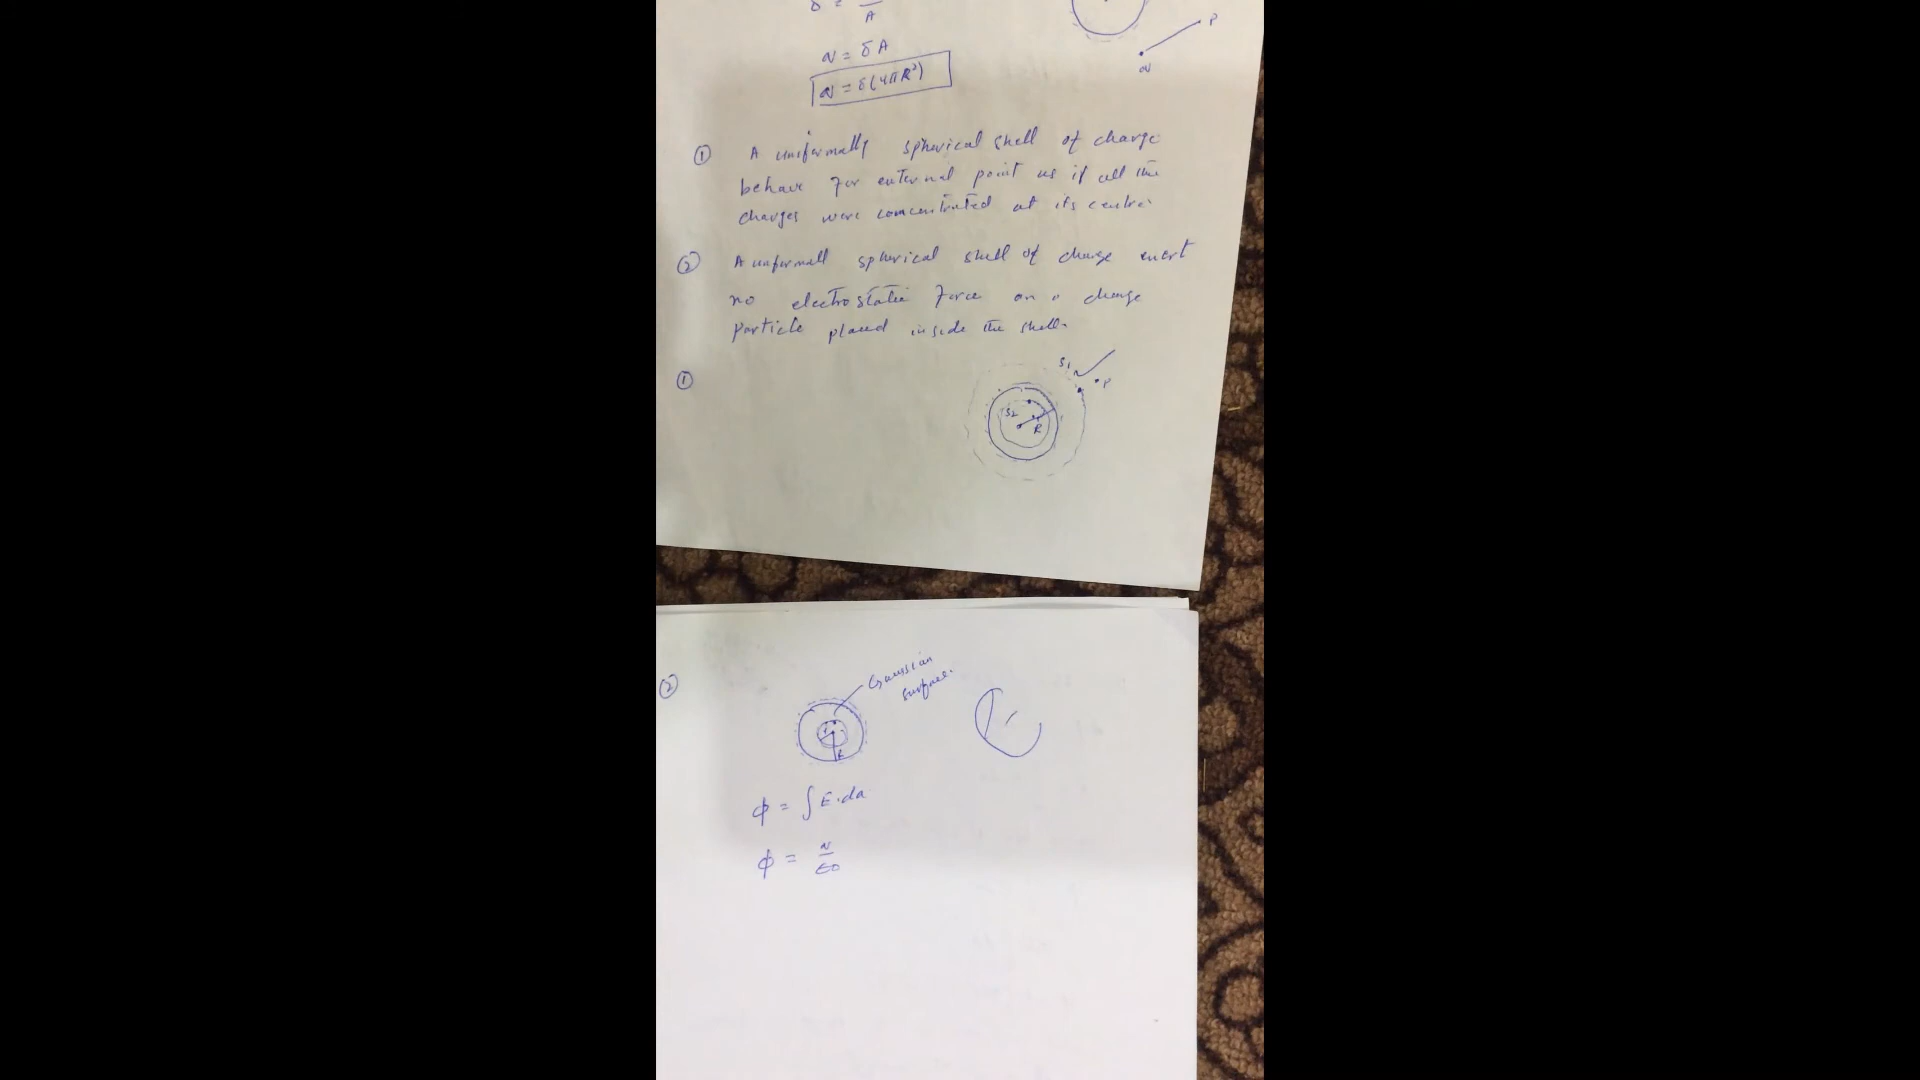 δ = — A
q = δ A
q = δ(4πR²)
P
q
① A uniformally spherical shell of charge
behave for external point as if all the
charges were concentrated at its centre.
② A unformall spherical shell of charge exert
no electrostatic force on a charge
particle placed inside the shell.
①
S₁
P
S₂
R
②
Gaussian
surface.
r
R
ϕ = ∫ E . da
ϕ = q/ε0